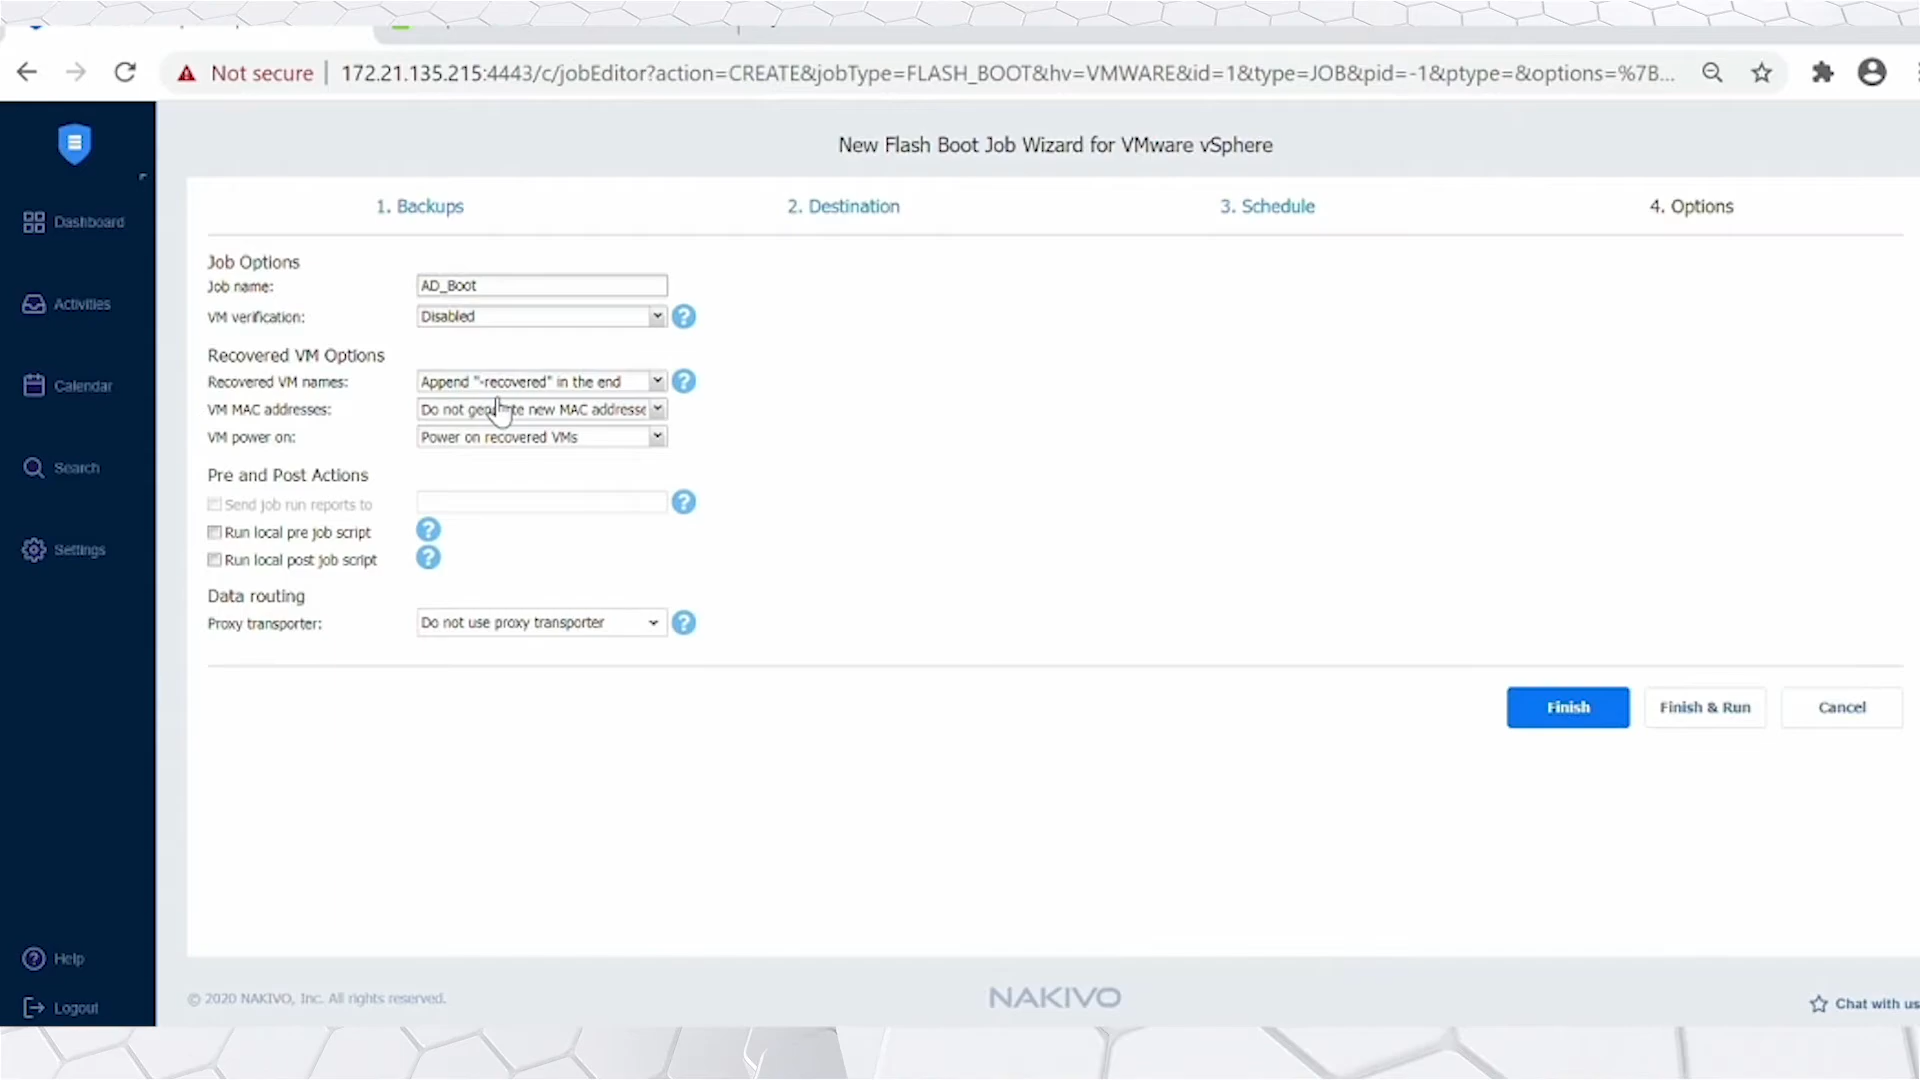 Not secure
172.21.135.215:4443/c/jobEditor?action=CREATE&jobType=FLASH_BOOT&hv=VMWARE&id=1&type=JOB&pid=-1&ptype=&options=%7B...
New Flash Boot Job Wizard for VMware vSphere
1. Backups
2. Destination
3. Schedule
4. Options
Dashboard
Activities
Calendar
Search
Settings
Job Options
Job name: AD_Boot
VM verification: Disabled ?
Recovered VM Options
Recovered VM names: Append "-recovered" in the end ?
VM MAC addresses: Do not generate new MAC addresse
VM power on: Power on recovered VMs
Pre and Post Actions
Send job run reports to ?
Run local pre job script ?
Run local post job script ?
Data routing
Proxy transporter: Do not use proxy transporter ?
Finish
Finish & Run
Cancel
Help
Logout
© 2020 NAKIVO, Inc. All rights reserved.
NAKIVO
Chat with us